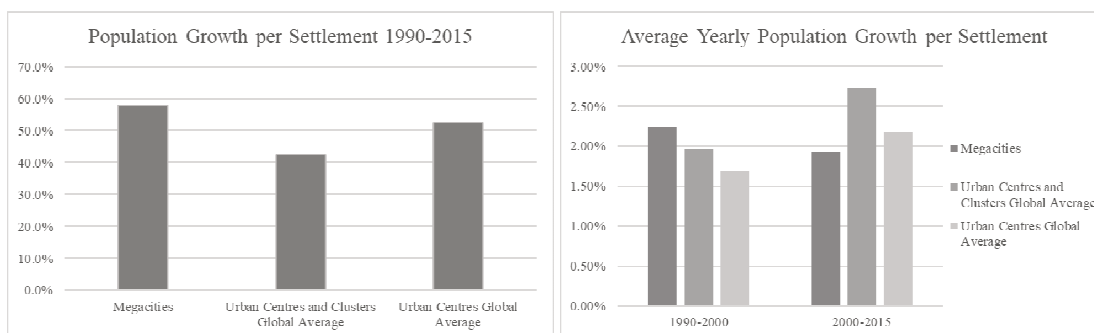 Population Growth per Settlement 1990-2015
70.0%
60.0%
50.0%
40.0%
30.0%
20.0%
10.0%
0.0%
Megacities
Urban Centres and Clusters
Global Average
Urban Centres Global
Average
Average Yearly Population Growth per Settlement
3.00%
2.50%
2.00%
1.50%
1.00%
0.50%
0.00%
1990-2000
2000-2015
Megacities
Urban Centres and
Clusters Global Average
Urban Centres Global
Average